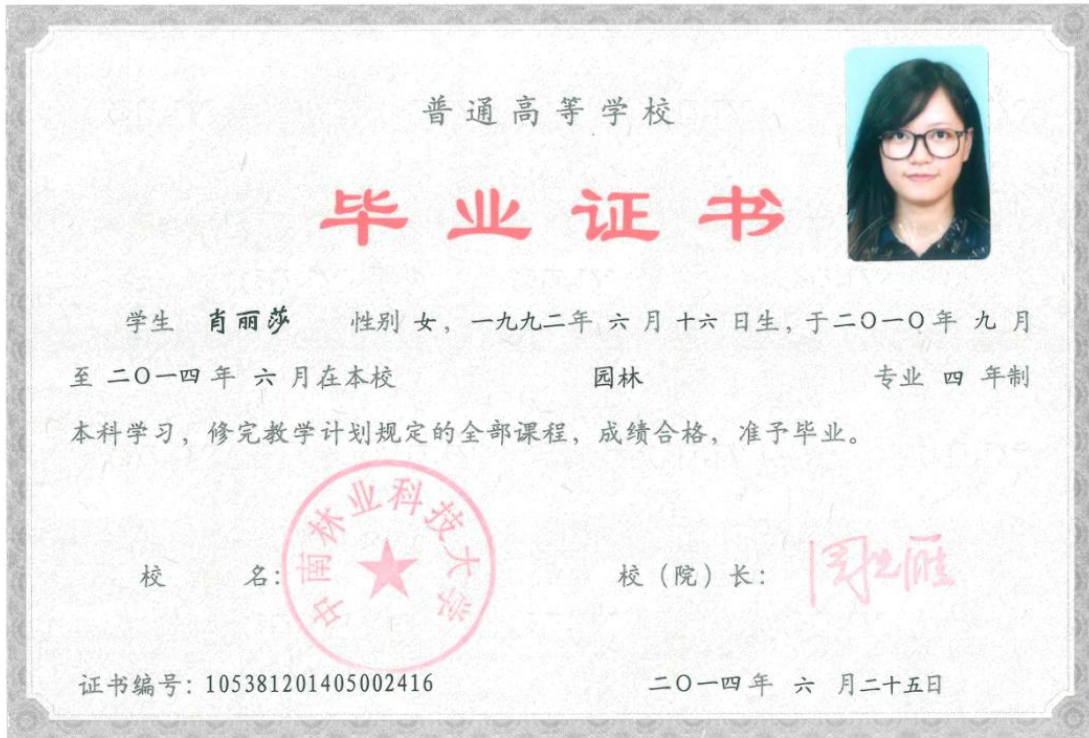 普通高等学校
毕业证书
学生 肖丽莎 性别 女，一九九二年 六 月 十六 日生，于二〇一〇年 九 月
至 二〇一四 年 六 月在本校 园林 专业 四 年制
本科学习，修完教学计划规定的全部课程，成绩合格，准予毕业。
中南林业科技大学
校 名： 校（院）长：
证书编号：105381201405002416 二〇一四年 六 月二十五日